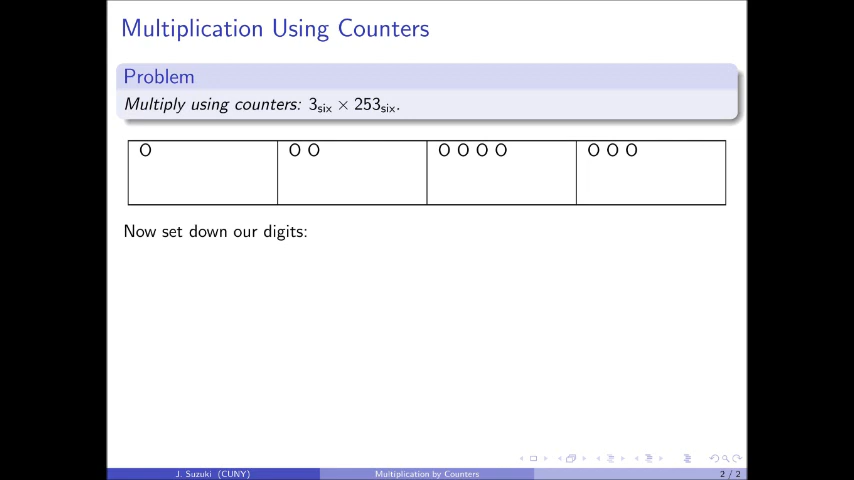 Multiplication Using Counters
Problem
Multiply using counters: 3six × 253six.
O O O O O O O O O O
Now set down our digits:
J. Suzuki (CUNY) Multiplication by Counters 2 / 2